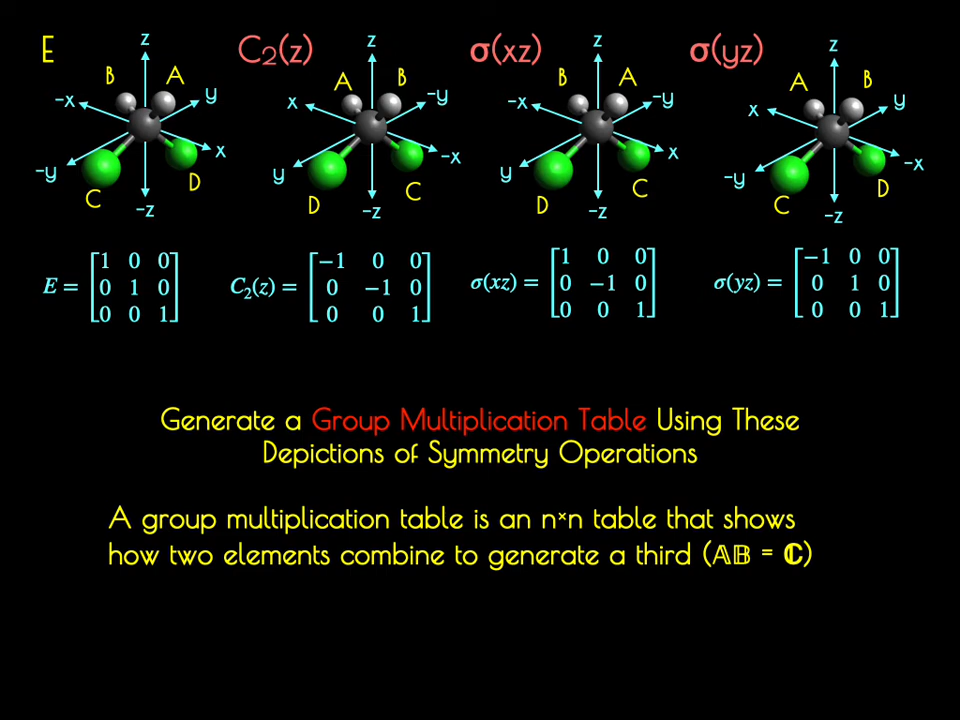 E C₂(z) σ(xz) σ(yz)
z z z z
B A A B B A A B
-x y x -y -x -y x y
-y x y -x y x -y -x
C D D C D C C D
-z -z -z -z
E = [1 0 0; 0 1 0; 0 0 1] C₂(z) = [−1 0 0; 0 −1 0; 0 0 1] σ(xz) = [1 0 0; 0 −1 0; 0 0 1] σ(yz) = [−1 0 0; 0 1 0; 0 0 1]
Generate a Group Multiplication Table Using These
Depictions of Symmetry Operations
A group multiplication table is an n×n table that shows
how two elements combine to generate a third (𝔸𝔹 = ℂ)